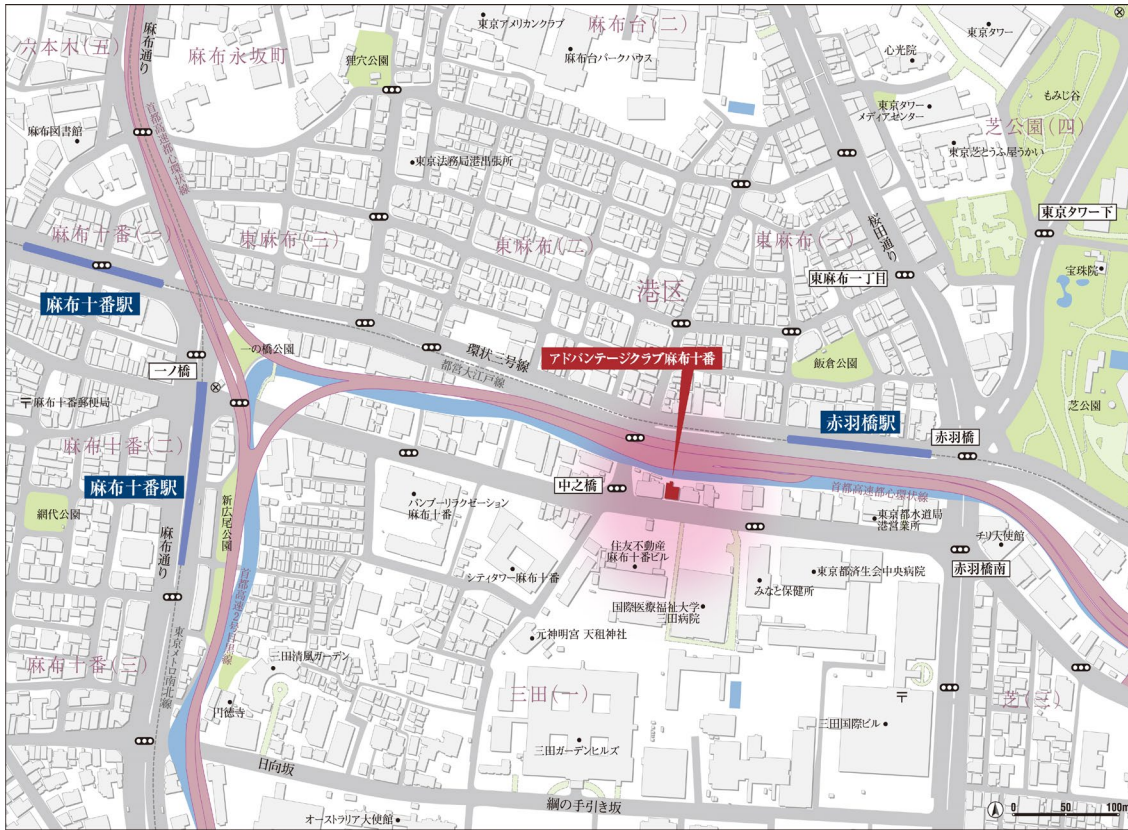 東京アメリカンクラブ
麻布台(二)
東京タワー
六本木(五)
麻布通り
麻布永坂町
狸穴公園
麻布台パークハウス
心光院
もみじ谷
首都高速都心環状線
東京タワー
メディアセンター
芝公園(四)
麻布図書館
東京法務局港出張所
東京芝とうふ屋うかい
桜田通り
東京タワー下
麻布十番(一)
東麻布(三)
東麻布(二)
東麻布(一)
宝珠院
東麻布一丁目
港区
麻布十番駅
一の橋公園
環状三号線
都営大江戸線
アドバンテージクラブ麻布十番
飯倉公園
一ノ橋
麻布十番郵便局
芝公園
赤羽橋駅
赤羽橋
麻布十番(二)
麻布十番駅
中之橋
首都高速都心環状線
網代公園
新広尾公園
バンブーリラクゼーション
麻布十番
東京都水道局
港営業所
チリ大使館
麻布通り
住友不動産
麻布十番ビル
赤羽橋南
シティタワー麻布十番
東京都済生会中央病院
みなと保健所
首都高速2号目黒線
国際医療福祉大学
三田病院
東京メトロ南北線
元神明宮 天祖神社
麻布十番(三)
三田清風ガーデン
三田(一)
芝(三)
円徳寺
三田国際ビル
三田ガーデンヒルズ
日向坂
綱の手引き坂
オーストラリア大使館
0 50 100m